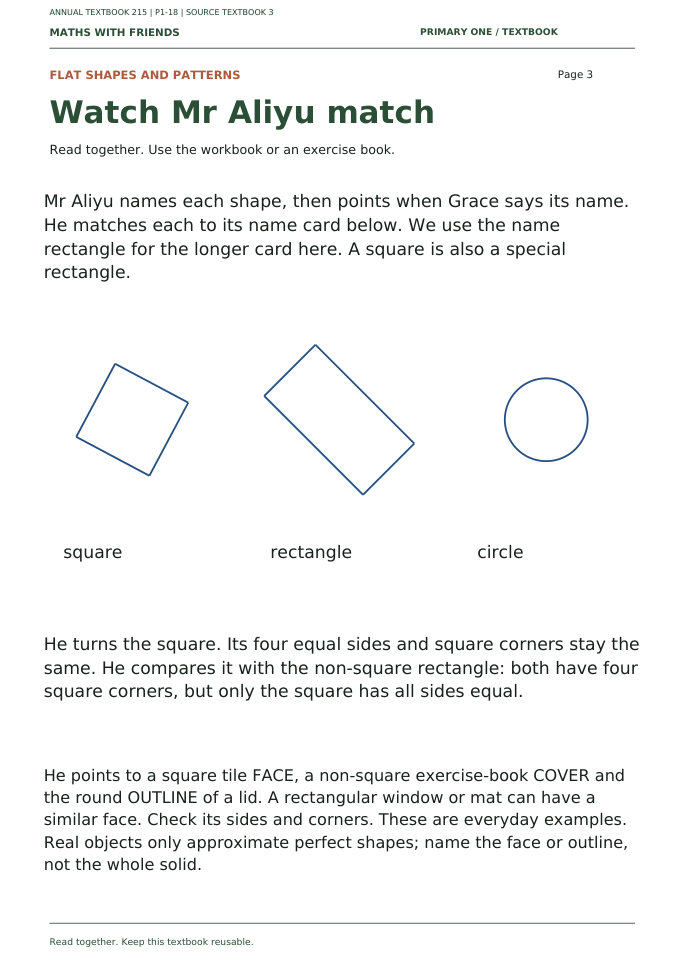 ANNUAL TEXTBOOK 215 | P1-18 | SOURCE TEXTBOOK 3
MATHS WITH FRIENDS
PRIMARY ONE / TEXTBOOK
FLAT SHAPES AND PATTERNS
Page 3
Watch Mr Aliyu match
Read together. Use the workbook or an exercise book.
Mr Aliyu names each shape, then points when Grace says its name.
He matches each to its name card below. We use the name
rectangle for the longer card here. A square is also a special
rectangle.
square
rectangle
circle
He turns the square. Its four equal sides and square corners stay the
same. He compares it with the non-square rectangle: both have four
square corners, but only the square has all sides equal.
He points to a square tile FACE, a non-square exercise-book COVER and
the round OUTLINE of a lid. A rectangular window or mat can have a
similar face. Check its sides and corners. These are everyday examples.
Real objects only approximate perfect shapes; name the face or outline,
not the whole solid.
Read together. Keep this textbook reusable.